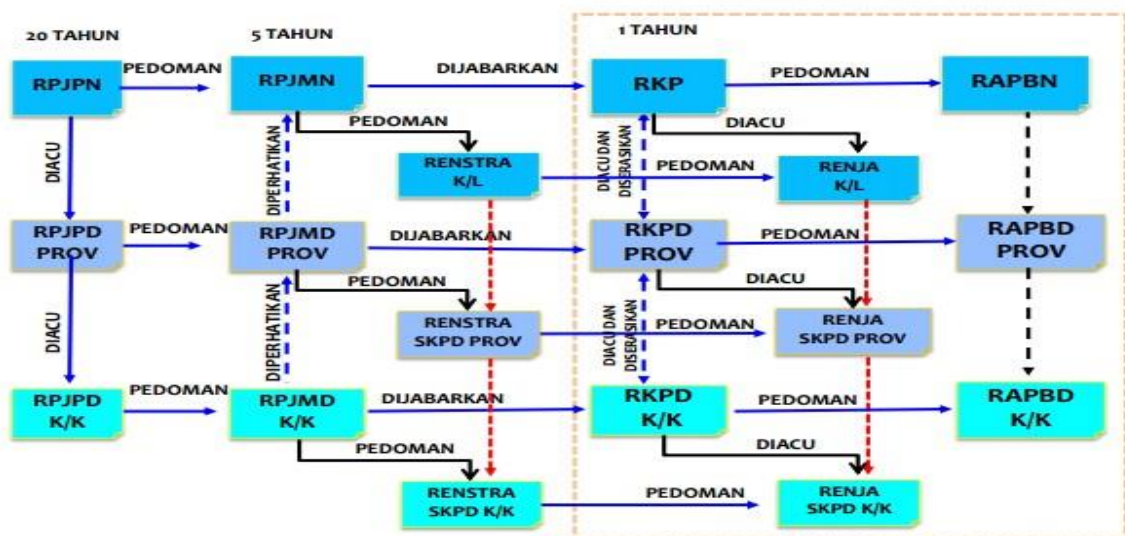 20 TAHUN
5 TAHUN
1 TAHUN
RPJPN
PEDOMAN
RPJMN
DIJABARKAN
RKP
PEDOMAN
RAPBN
DIACU
DIPERHATIKAN
PEDOMAN
RENSTRA
K/L
PEDOMAN
DIACU DAN
DISERASIKAN
DIACU
RENJA
K/L
RPJPD
PROV
PEDOMAN
RPJMD
PROV
DIJABARKAN
RKPD
PROV
PEDOMAN
RAPBD
PROV
DIACU
DIPERHATIKAN
PEDOMAN
RENSTRA
SKPD PROV
PEDOMAN
DIACU DAN
DISERASIKAN
DIACU
RENJA
SKPD PROV
RPJPD
K/K
PEDOMAN
RPJMD
K/K
DIJABARKAN
RKPD
K/K
PEDOMAN
RAPBD
K/K
PEDOMAN
RENSTRA
SKPD K/K
PEDOMAN
DIACU
RENJA
SKPD K/K